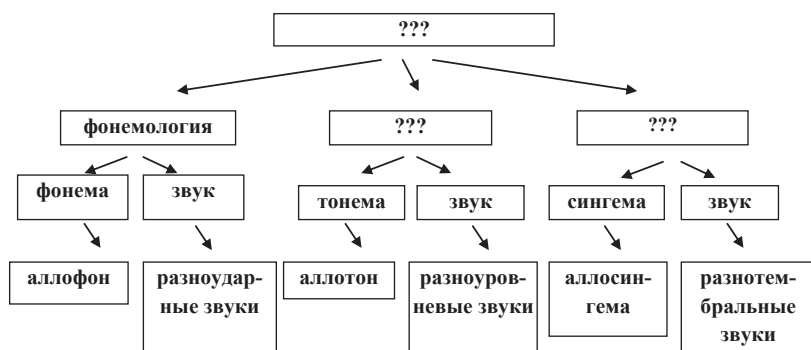 ???
фонемология
???
???
фонема
звук
тонема
звук
сингема
звук
аллофон
разноудар-
ные звуки
аллотон
разноуров-
невые звуки
аллосин-
гема
разнотем-
бральные
звуки